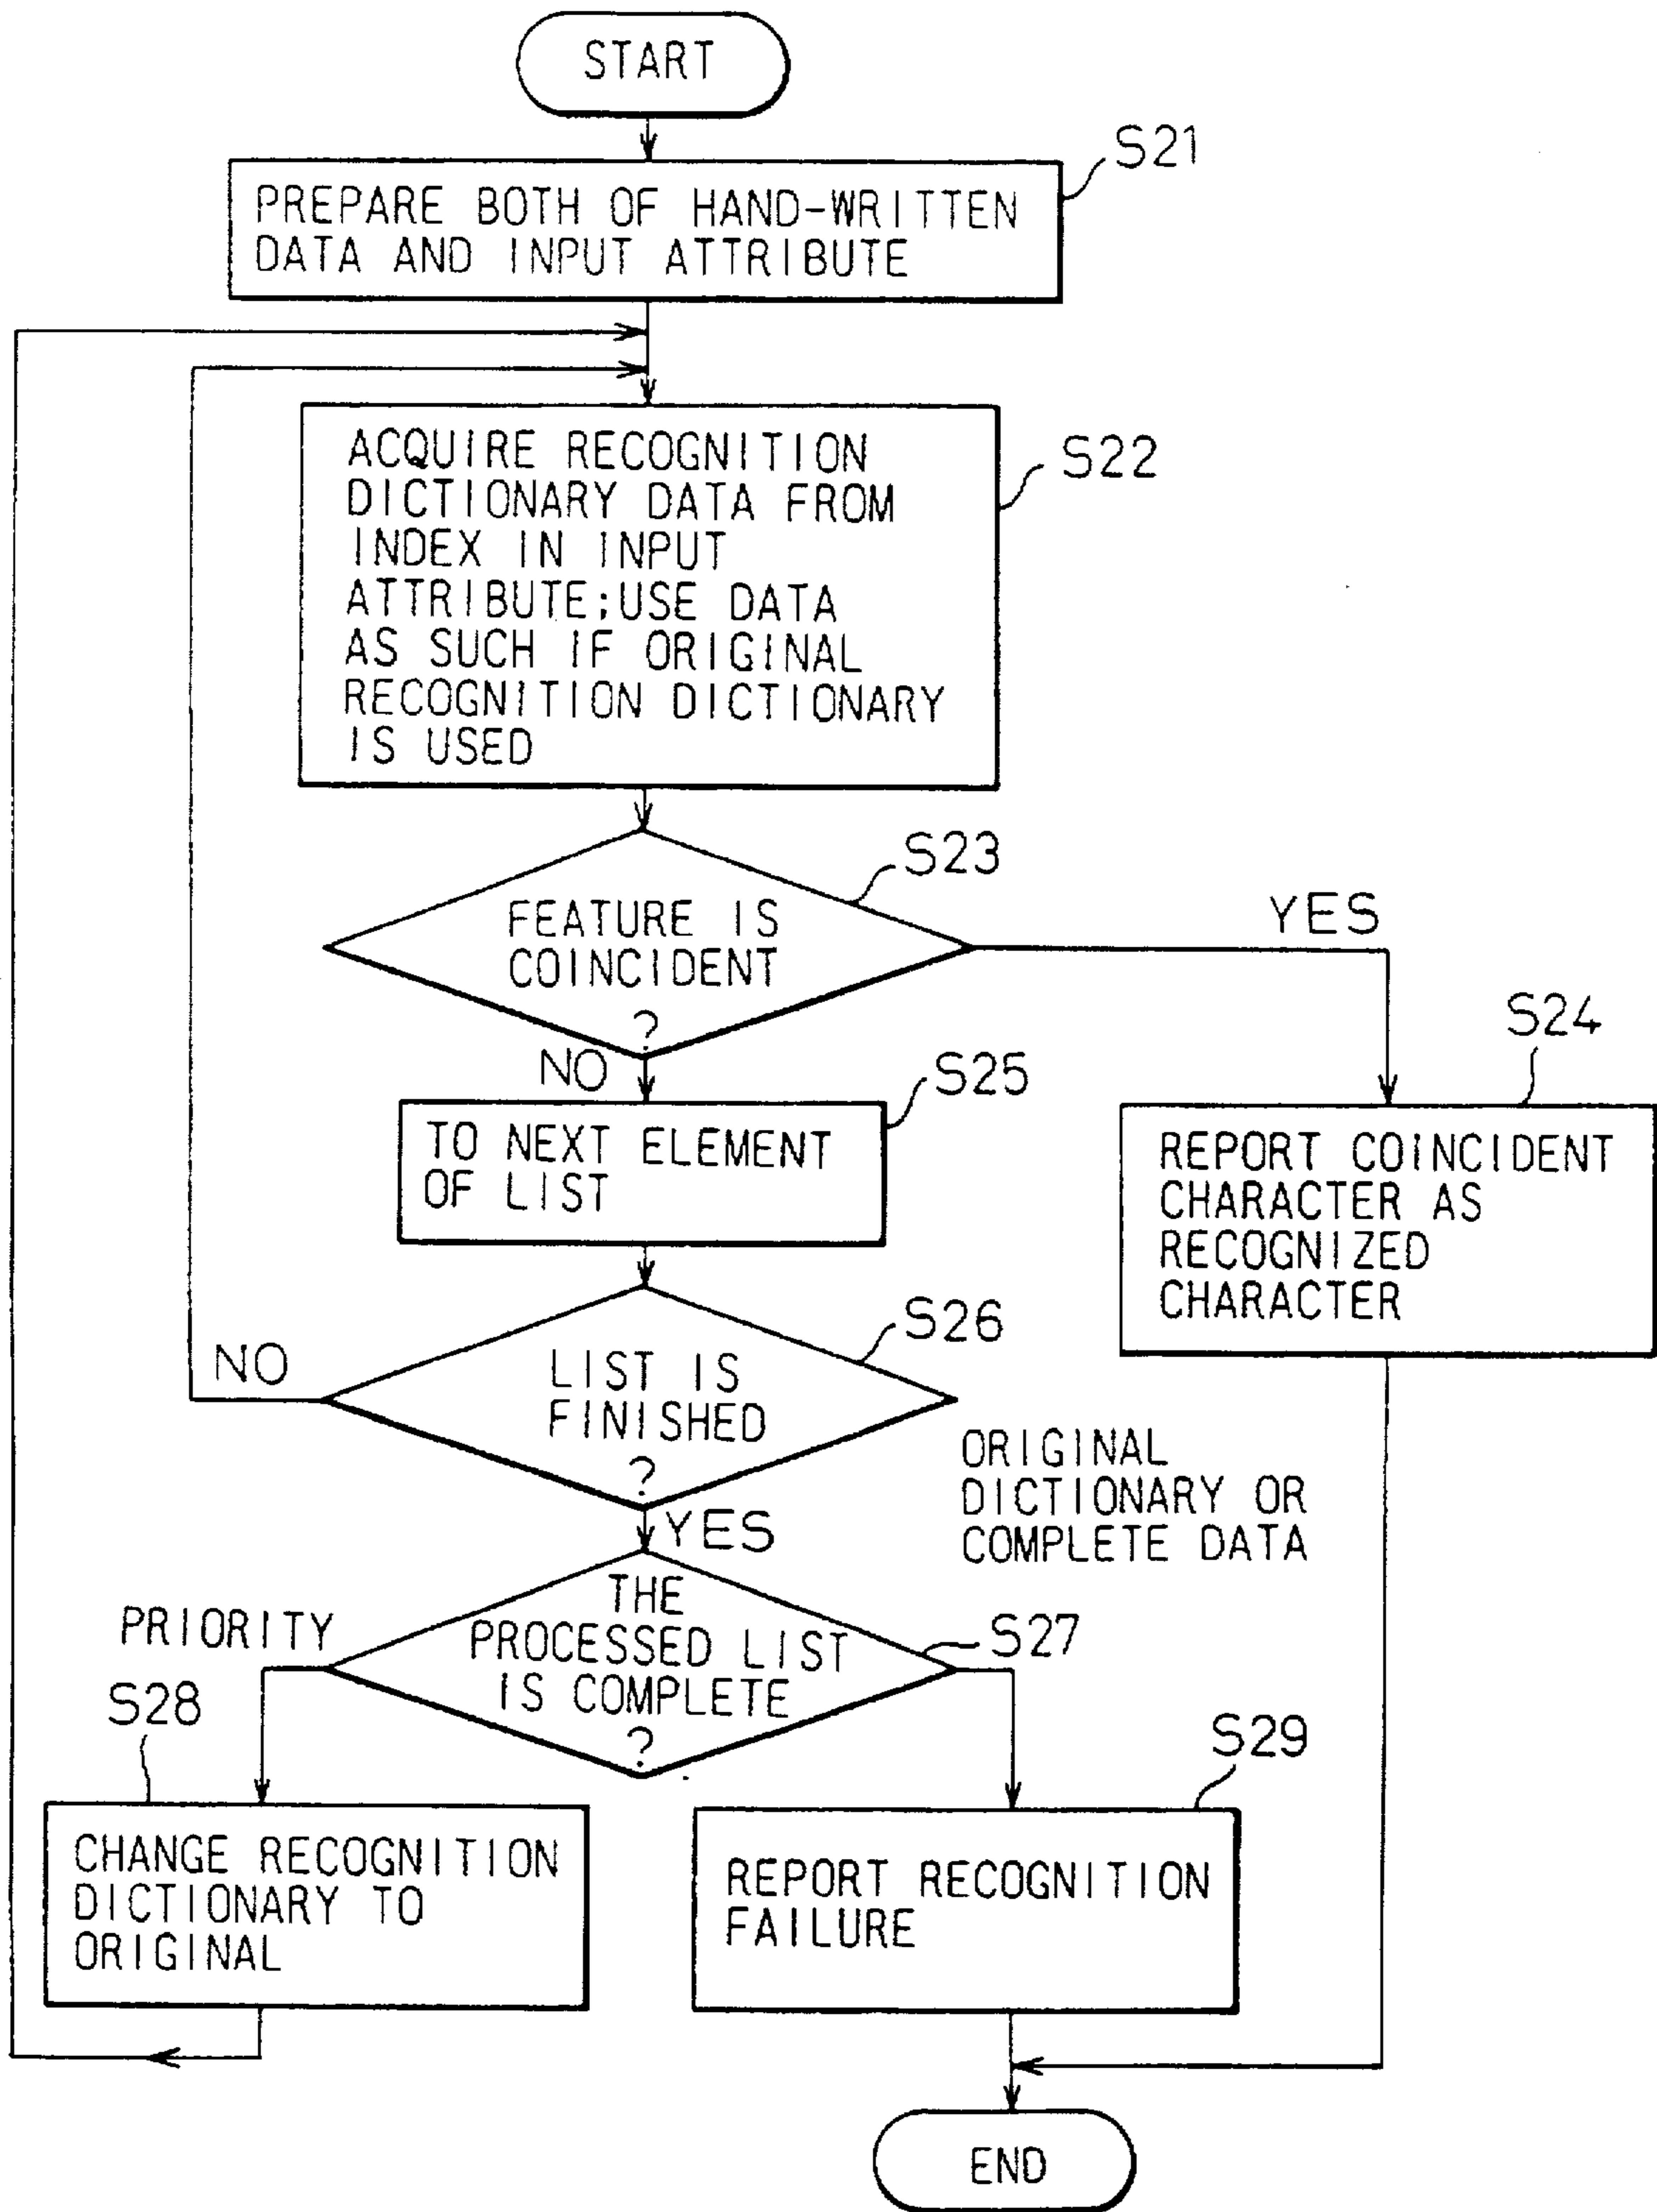 START
S21
PREPARE BOTH OF HAND-WRITTEN
DATA AND INPUT ATTRIBUTE
S22
ACQUIRE RECOGNITION
DICTIONARY DATA FROM
INDEX IN INPUT
ATTRIBUTE;USE DATA
AS SUCH IF ORIGINAL
RECOGNITION DICTIONARY
IS USED
S23
FEATURE IS
COINCIDENT
?
YES
NO
S24
REPORT COINCIDENT
CHARACTER AS
RECOGNIZED
CHARACTER
S25
TO NEXT ELEMENT
OF LIST
S26
LIST IS
FINISHED
?
NO
YES
ORIGINAL
DICTIONARY OR
COMPLETE DATA
PRIORITY
S27
THE
PROCESSED LIST
IS COMPLETE
?
S28
CHANGE RECOGNITION
DICTIONARY TO
ORIGINAL
S29
REPORT RECOGNITION
FAILURE
END